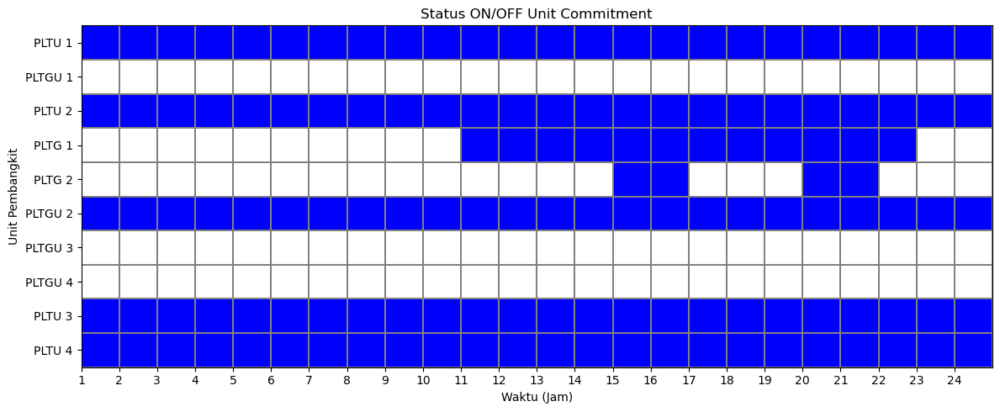 Status ON/OFF Unit Commitment
PLTU 1
PLTGU 1
PLTU 2
PLTG 1
PLTG 2
PLTGU 2
PLTGU 3
PLTGU 4
PLTU 3
PLTU 4
Unit Pembangkit
1 2 3 4 5 6 7 8 9 10 11 12 13 14 15 16 17 18 19 20 21 22 23 24
Waktu (Jam)